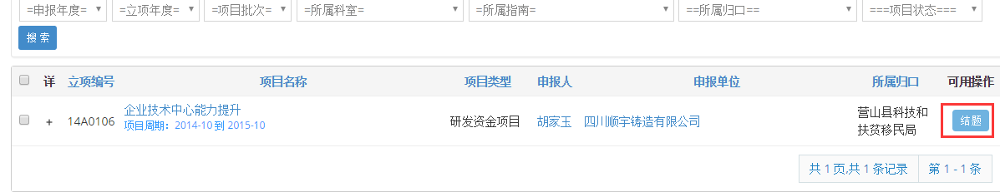 =申报年度= =立项年度= =项目批次= =所属科室= =所属指南= ==所属归口== ===项目状态===
搜 索
详 立项编号 项目名称 项目类型 申报人 申报单位 所属归口 可用操作
+ 14A0106 企业技术中心能力提升 研发资金项目 胡家玉 四川顺宇铸造有限公司 营山县科技和 结题
项目周期：2014-10 到 2015-10 扶贫移民局
共 1 页,共 1 条记录 第 1 - 1 条